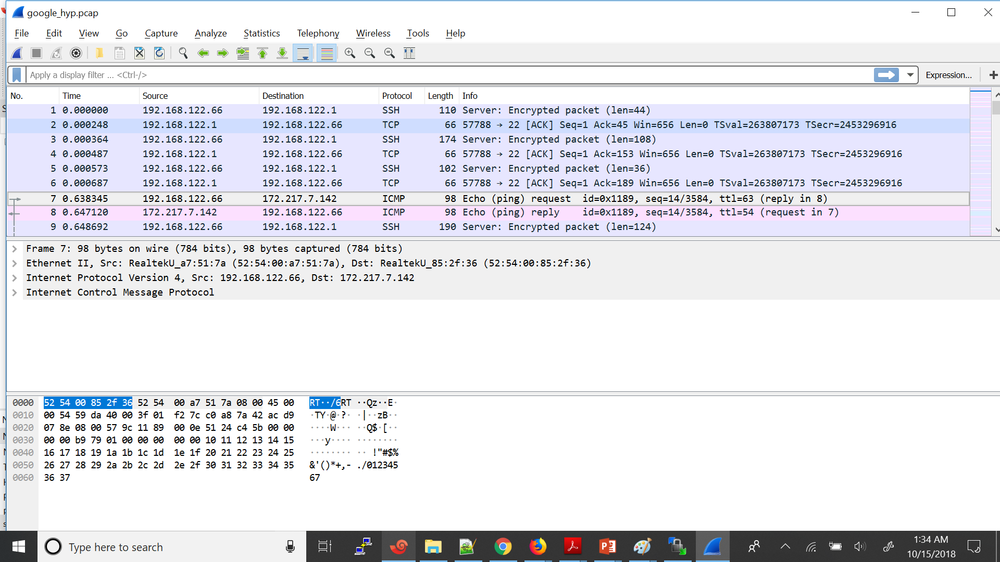 google_hyp.pcap
File Edit View Go Capture Analyze Statistics Telephony Wireless Tools Help
Apply a display filter ... <Ctrl-/> Expression... +
No. Time Source Destination Protocol Length Info
1 0.000000 192.168.122.66 192.168.122.1 SSH 110 Server: Encrypted packet (len=44)
2 0.000248 192.168.122.1 192.168.122.66 TCP 66 57788 → 22 [ACK] Seq=1 Ack=45 Win=656 Len=0 TSval=263807173 TSecr=2453296916
3 0.000364 192.168.122.66 192.168.122.1 SSH 174 Server: Encrypted packet (len=108)
4 0.000487 192.168.122.1 192.168.122.66 TCP 66 57788 → 22 [ACK] Seq=1 Ack=153 Win=656 Len=0 TSval=263807173 TSecr=2453296916
5 0.000573 192.168.122.66 192.168.122.1 SSH 102 Server: Encrypted packet (len=36)
6 0.000687 192.168.122.1 192.168.122.66 TCP 66 57788 → 22 [ACK] Seq=1 Ack=189 Win=656 Len=0 TSval=263807173 TSecr=2453296916
7 0.638345 192.168.122.66 172.217.7.142 ICMP 98 Echo (ping) request id=0x1189, seq=14/3584, ttl=63 (reply in 8)
8 0.647120 172.217.7.142 192.168.122.66 ICMP 98 Echo (ping) reply id=0x1189, seq=14/3584, ttl=54 (request in 7)
9 0.648692 192.168.122.66 192.168.122.1 SSH 190 Server: Encrypted packet (len=124)
Frame 7: 98 bytes on wire (784 bits), 98 bytes captured (784 bits)
Ethernet II, Src: RealtekU_a7:51:7a (52:54:00:a7:51:7a), Dst: RealtekU_85:2f:36 (52:54:00:85:2f:36)
Internet Protocol Version 4, Src: 192.168.122.66, Dst: 172.217.7.142
Internet Control Message Protocol
0000 52 54 00 85 2f 36 52 54 00 a7 51 7a 08 00 45 00 RT··/6RT ··Qz··E·
0010 00 54 59 da 40 00 3f 01 f2 7c c0 a8 7a 42 ac d9 ·TY·@·?· ·|··zB··
0020 07 8e 08 00 57 9c 11 89 00 0e 51 24 c4 5b 00 00 ····W··· ··Q$·[··
0030 00 00 b9 79 01 00 00 00 00 00 10 11 12 13 14 15 ···y···· ········
0040 16 17 18 19 1a 1b 1c 1d 1e 1f 20 21 22 23 24 25 ········ ·· !"#$%
0050 26 27 28 29 2a 2b 2c 2d 2e 2f 30 31 32 33 34 35 &'()*+,- ./012345
0060 36 37 67
Type here to search
1:34 AM
10/15/2018